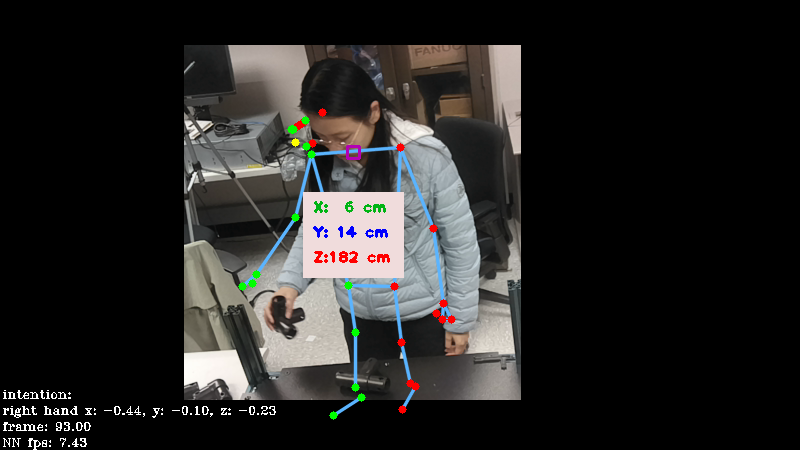 FANUC
X: 6 cm
Y: 14 cm
Z:182 cm
intention:
right hand x: -0.44, y: -0.10, z: -0.23
frame: 93.00
NN fps: 7.43